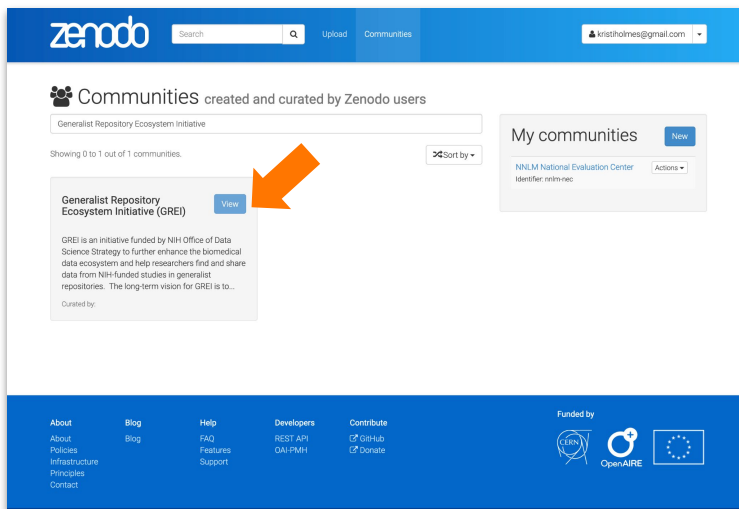 zenodo
Search
Upload
Communities
kristiholmes@gmail.com
Communities created and curated by Zenodo users
Generalist Repository Ecosystem Initiative
Showing 0 to 1 out of 1 communities.
Sort by
My communities
New
NNLM National Evaluation Center
Actions
Identifier: nnlm-nec
Generalist Repository
Ecosystem Initiative (GREI)
View
GREI is an initiative funded by NIH Office of Data
Science Strategy to further enhance the biomedical
data ecosystem and help researchers find and share
data from NIH-funded studies in generalist
repositories. The long-term vision for GREI is to...
Curated by:
About
About
Policies
Infrastructure
Principles
Contact
Blog
Blog
Help
FAQ
Features
Support
Developers
REST API
OAI-PMH
Contribute
GitHub
Donate
Funded by
CERN
OpenAIRE